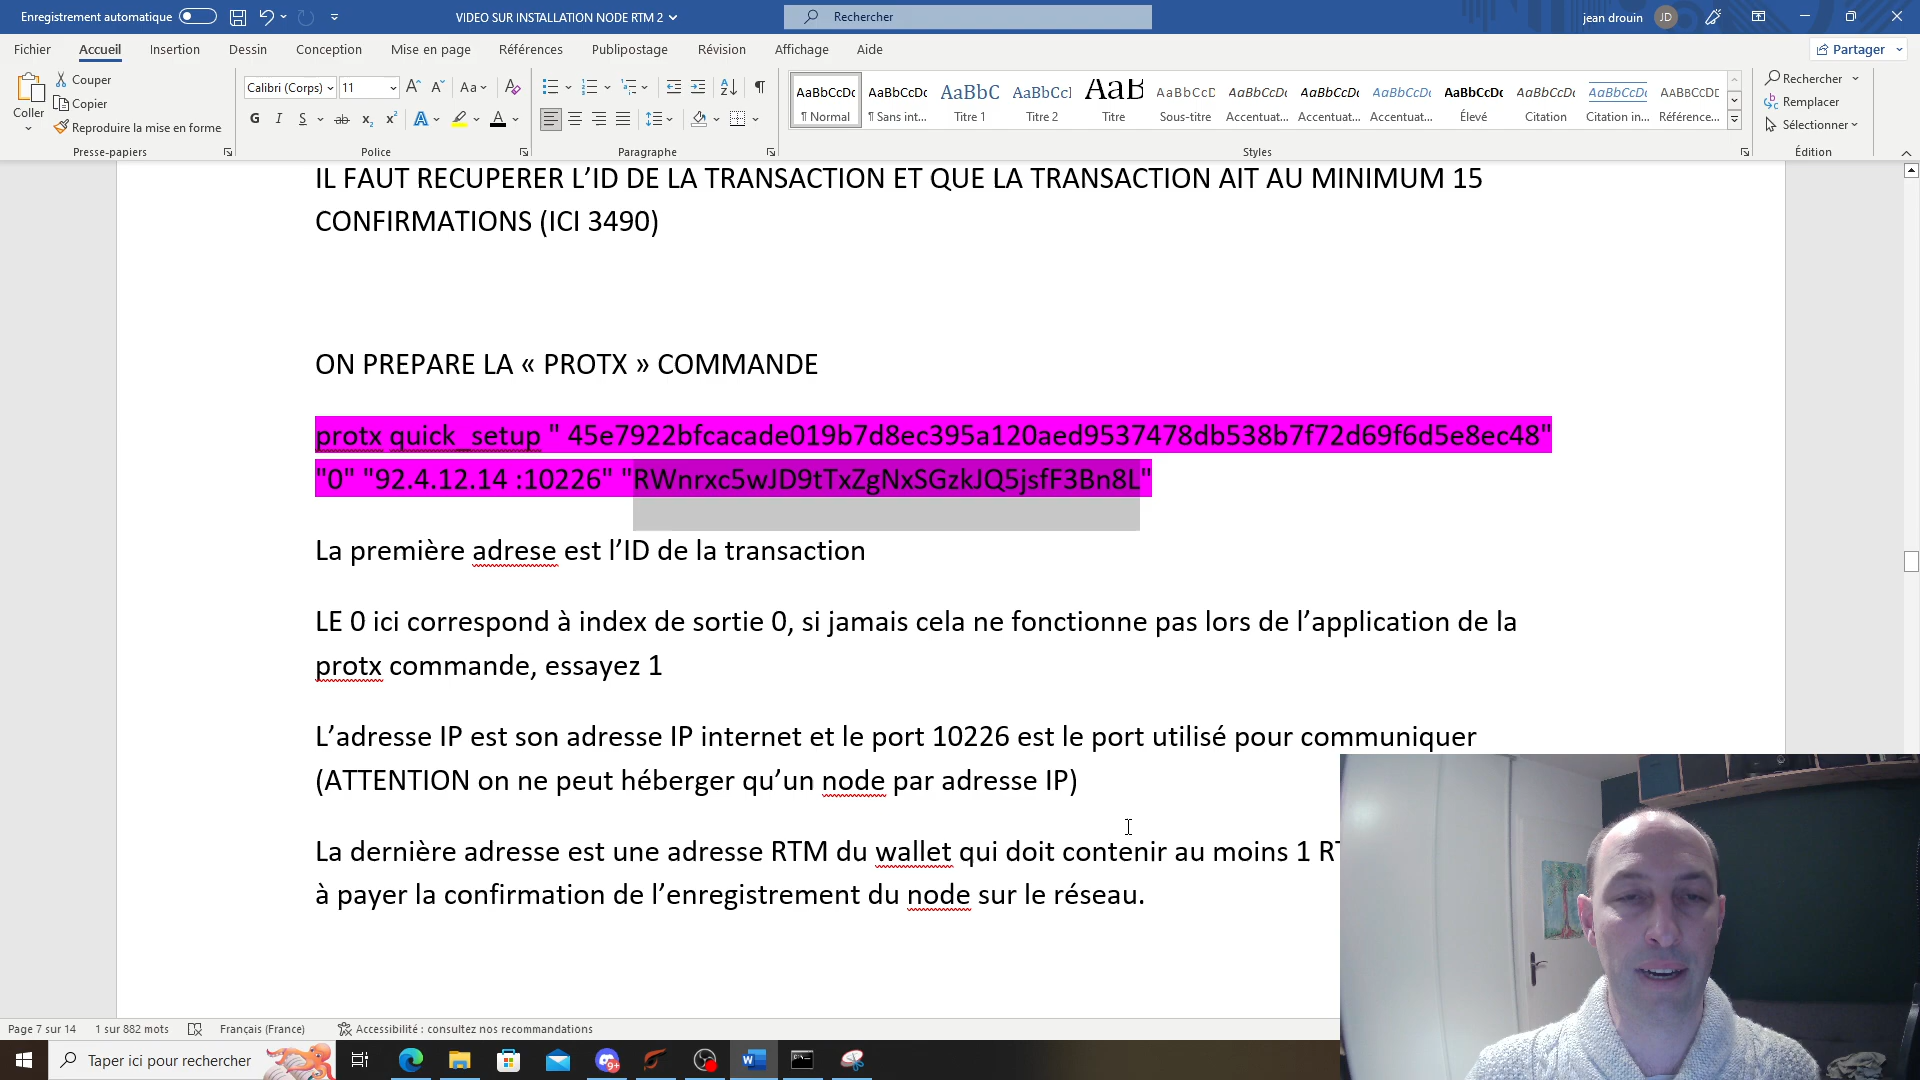 Enregistrement automatique
VIDEO SUR INSTALLATION NODE RTM 2
Rechercher
jean drouin
JD
Fichier
Accueil
Insertion
Dessin
Conception
Mise en page
Références
Publipostage
Révision
Affichage
Aide
Partager
Coller
Couper
Copier
Reproduire la mise en forme
Presse-papiers
Calibri (Corps)
11
Police
Paragraphe
AaBbCcDc
¶ Normal
AaBbCcDc
¶ Sans int...
AaBbC
Titre 1
AaBbCcI
Titre 2
AaB
Titre
AaBbCcD
Sous-titre
AaBbCcDc
Accentuat...
AaBbCcDc
Accentuat...
AaBbCcDc
Accentuat...
AaBbCcDc
Élevé
AaBbCcDc
Citation
AaBbCcDc
Citation in...
AABBCCDD
Référence...
Styles
Rechercher
Remplacer
Sélectionner
Édition
IL FAUT RECUPERER L’ID DE LA TRANSACTION ET QUE LA TRANSACTION AIT AU MINIMUM 15
CONFIRMATIONS (ICI 3490)
ON PREPARE LA « PROTX » COMMANDE
protx quick_setup " 45e7922bfcacade019b7d8ec395a120aed9537478db538b7f72d69f6d5e8ec48"
"0" "92.4.12.14 :10226" "RWnrxc5wJD9tTxZgNxSGzkJQ5jsfF3Bn8L"
La première adrese est l’ID de la transaction
LE 0 ici correspond à index de sortie 0, si jamais cela ne fonctionne pas lors de l’application de la
protx commande, essayez 1
L’adresse IP est son adresse IP internet et le port 10226 est le port utilisé pour communiquer
(ATTENTION on ne peut héberger qu’un node par adresse IP)
La dernière adresse est une adresse RTM du wallet qui doit contenir au moins 1
à payer la confirmation de l’enregistrement du node sur le réseau.
Page 7 sur 14
1 sur 882 mots
Français (France)
Accessibilité : consultez nos recommandations
Taper ici pour rechercher